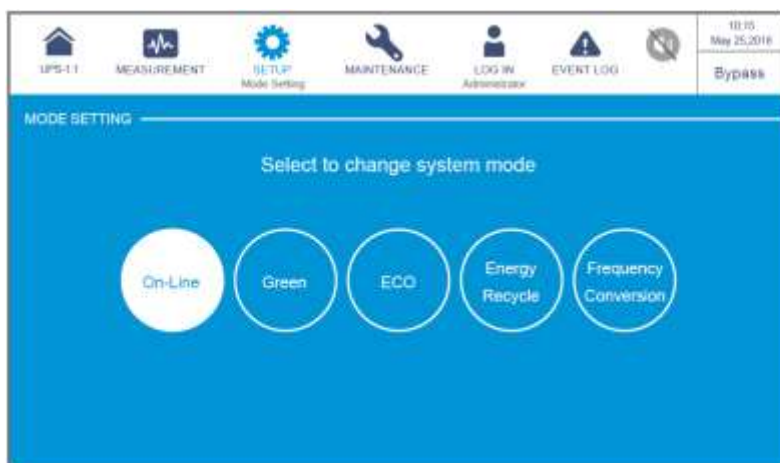 10:15
May 25,2016
UPS-1.1
MEASUREMENT
SETUP
Mode Setting
MAINTENANCE
LOG IN
Administrator
EVENT LOG
Bypass
MODE SETTING
Select to change system mode
On-Line
Green
ECO
Energy
Recycle
Frequency
Conversion